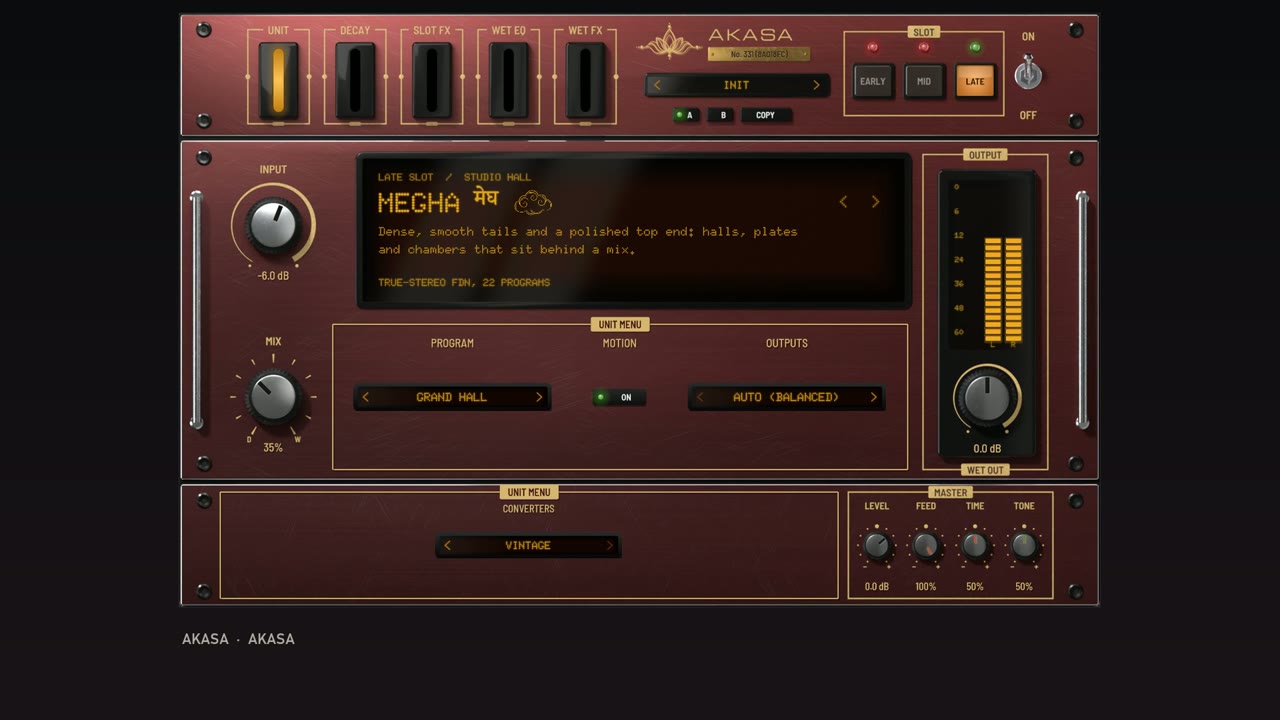 UNIT
DECAY
SLOT FX
WET EQ
WET FX
AKASA
No. 331(8A018FC)
INIT
A
B
COPY
SLOT
EARLY
MID
LATE
ON
OFF
INPUT
-6.0 dB
MIX
D
W
35%
LATE SLOT / STUDIO HALL
MEGHA मेघ
Dense, smooth tails and a polished top end: halls, plates
and chambers that sit behind a mix.
TRUE-STEREO FDN, 22 PROGRAMS
UNIT MENU
PROGRAM
MOTION
OUTPUTS
GRAND HALL
ON
AUTO (BALANCED)
OUTPUT
0
6
12
24
36
48
60
L R
0.0 dB
WET OUT
UNIT MENU
CONVERTERS
VINTAGE
MASTER
LEVEL
FEED
TIME
TONE
0.0 dB
100%
50%
50%
AKASA · AKASA